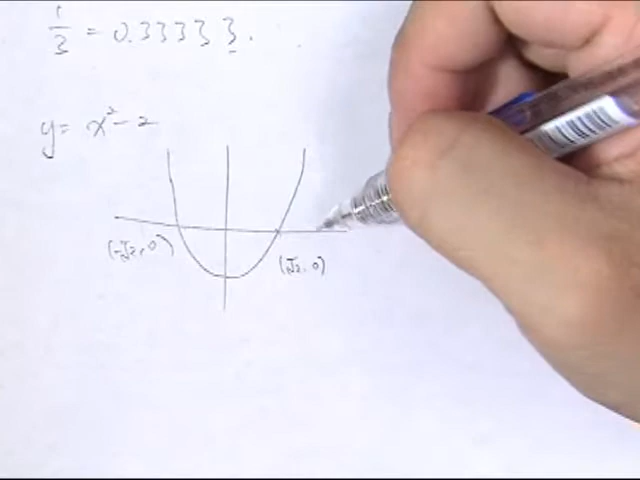 1/3 = 0.33333.
y = x² - 2
(-√2, 0)
(√2, 0)